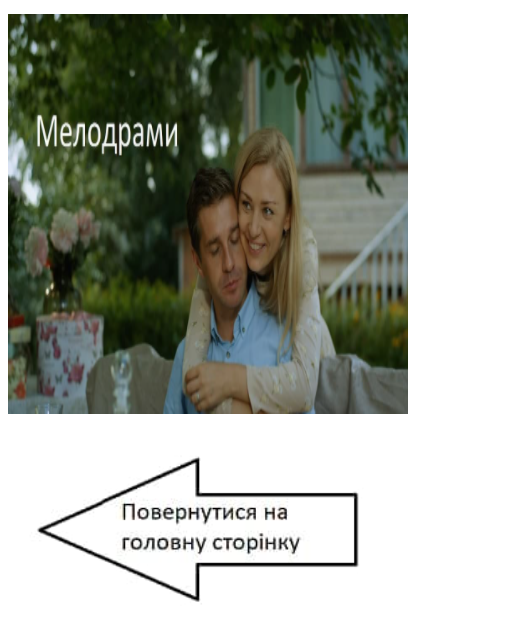 Мелодрами
Повернутися на
головну сторінку